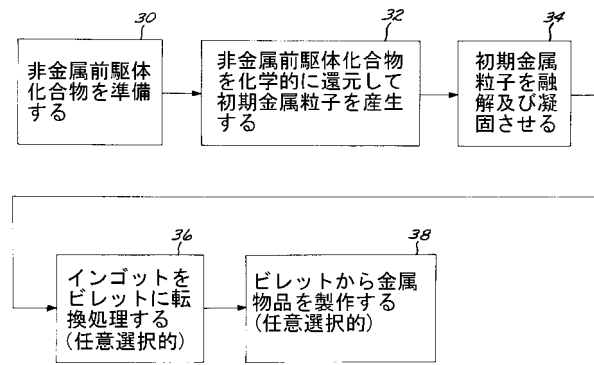 30
非金属前駆体
化合物を準備
する
32
非金属前駆体化合物
を化学的に還元して
初期金属粒子を産生
する
34
初期金属
粒子を融
解及び凝
固させる
36
インゴットを
ビレットに転
換処理する
(任意選択的)
38
ビレットから金属
物品を製作する
(任意選択的)